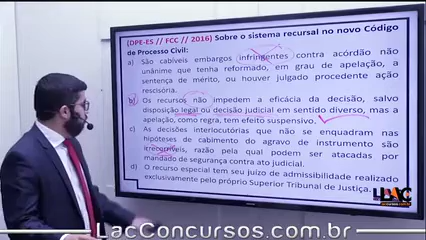 (DPE-ES // FCC // 2016) Sobre o sistema recursal no novo Código
de Processo Civil:
a) São cabíveis embargos infringentes contra acórdão não
unânime que tenha reformado, em grau de apelação, a
sentença de mérito, ou houver julgado procedente ação
rescisória.
b) Os recursos não impedem a eficácia da decisão, salvo
disposição legal ou decisão judicial em sentido diverso, mas a
apelação, como regra, tem efeito suspensivo.
c) As decisões interlocutórias que não se enquadram nas
hipóteses de cabimento do agravo de instrumento são
irrecorríveis, razão pela qual podem ser atacadas por
mandado de segurança contra ato judicial.
d) O recurso especial tem seu juízo de admissibilidade realizado
exclusivamente pelo próprio Superior Tribunal de Justiça.
LAC
LacConcursos.com.br